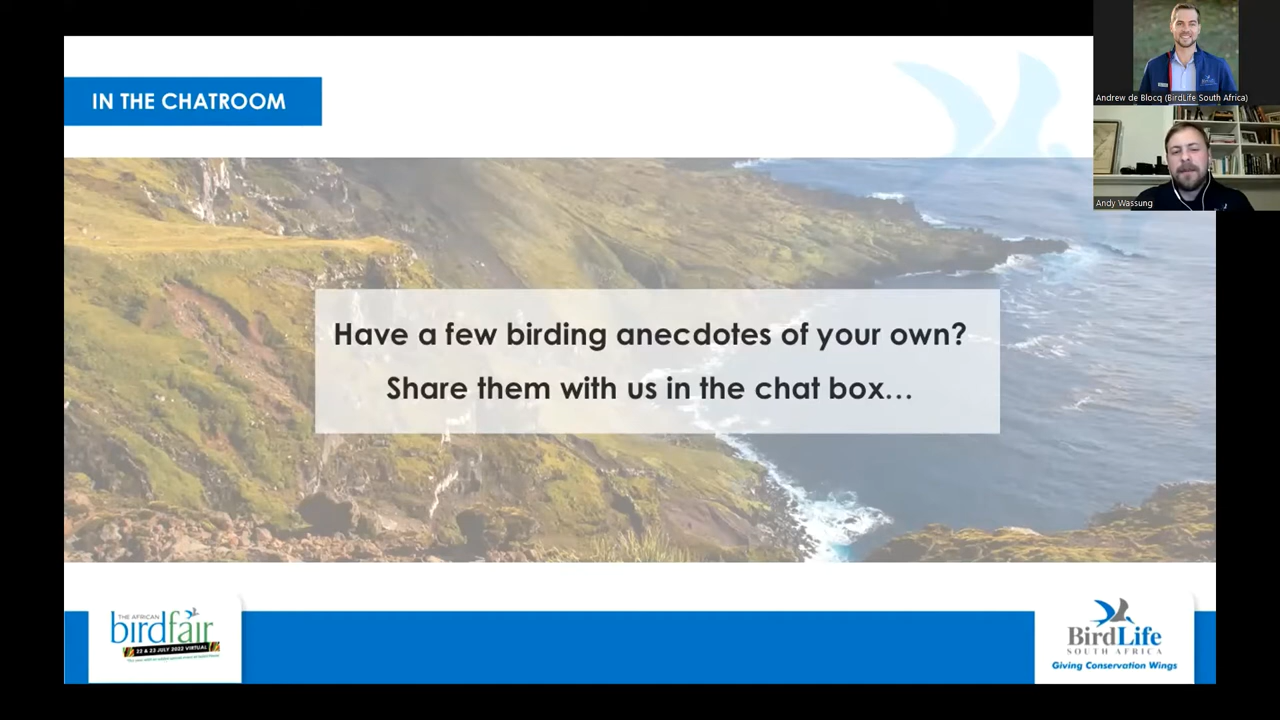 IN THE CHATROOM
Andrew de Blocq (BirdLife South Africa)
Andy Wassung
Have a few birding anecdotes of your own?
Share them with us in the chat box…
THE AFRICAN
birdfair
22 & 23 JULY 2022 VIRTUAL
BirdLife
SOUTH AFRICA
Giving Conservation Wings